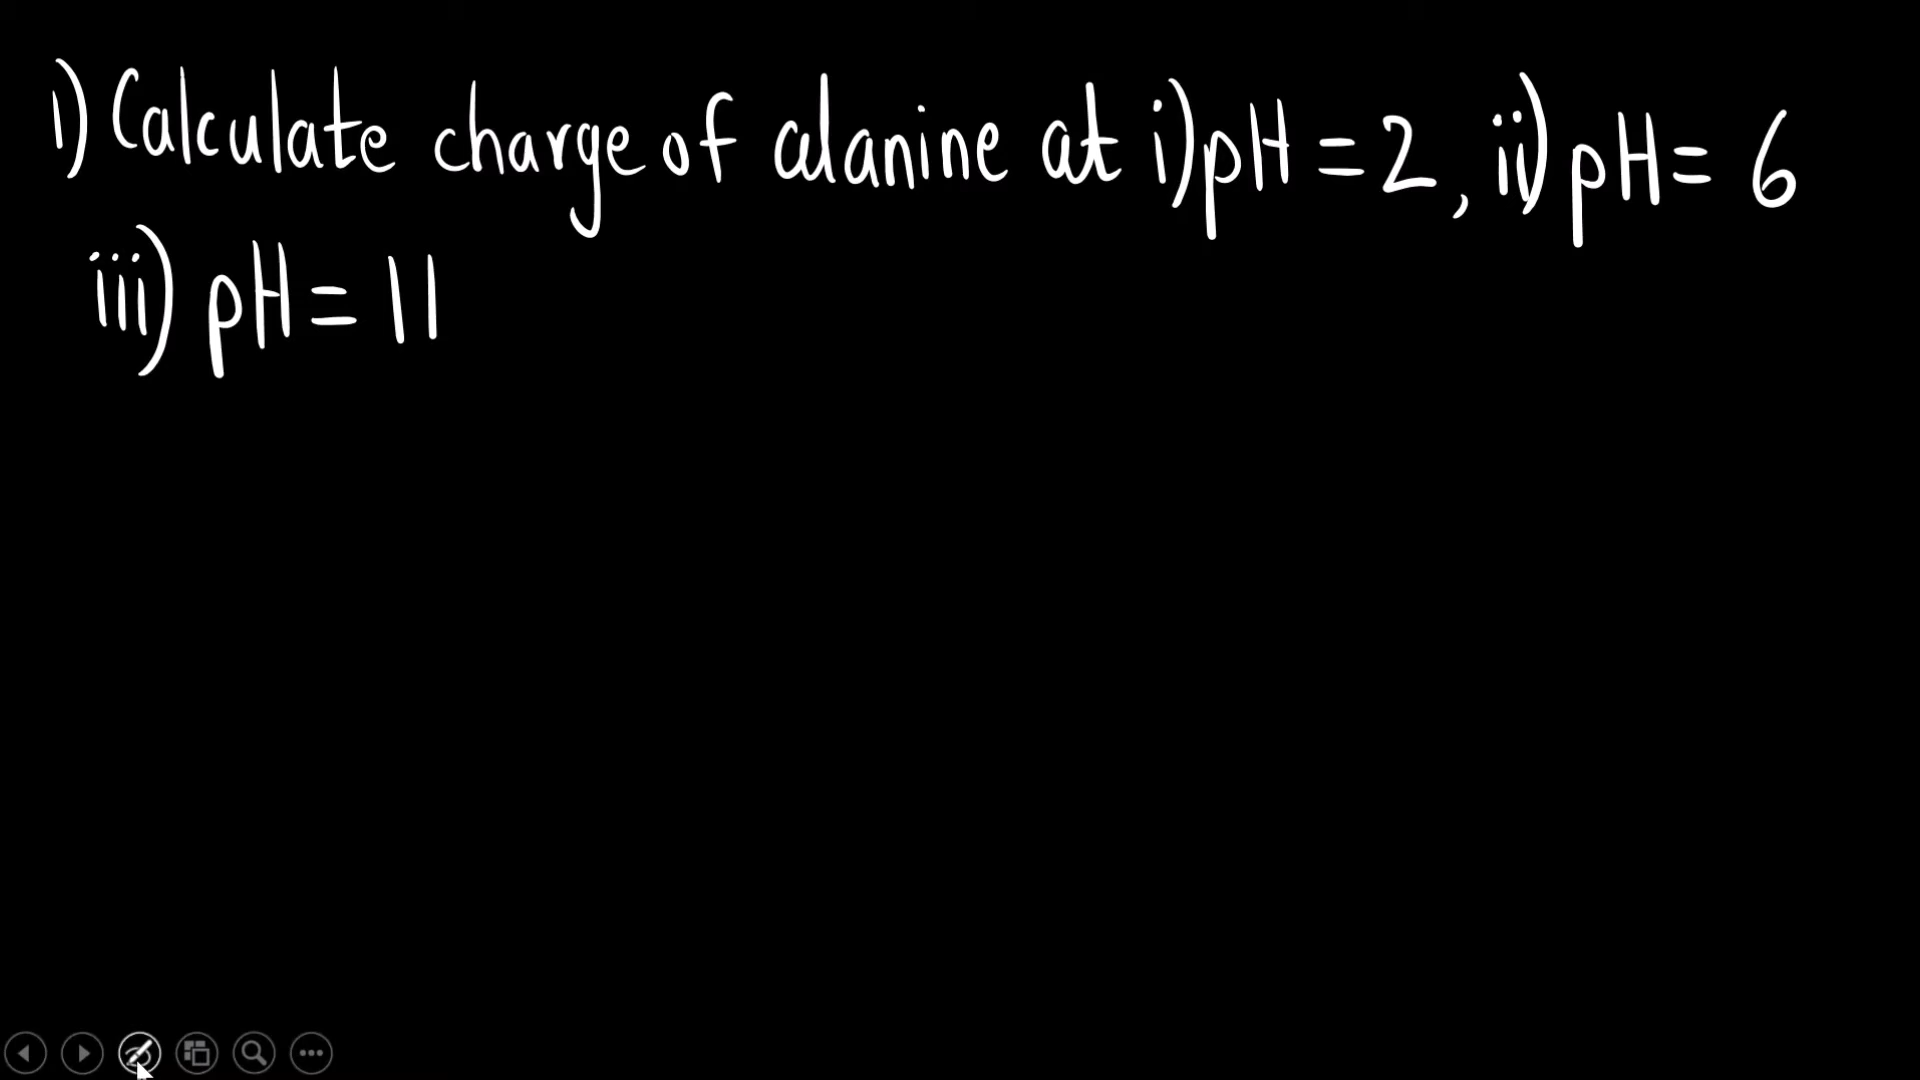 1) Calculate charge of alanine at i) pH = 2, ii) pH = 6
iii) pH = 11